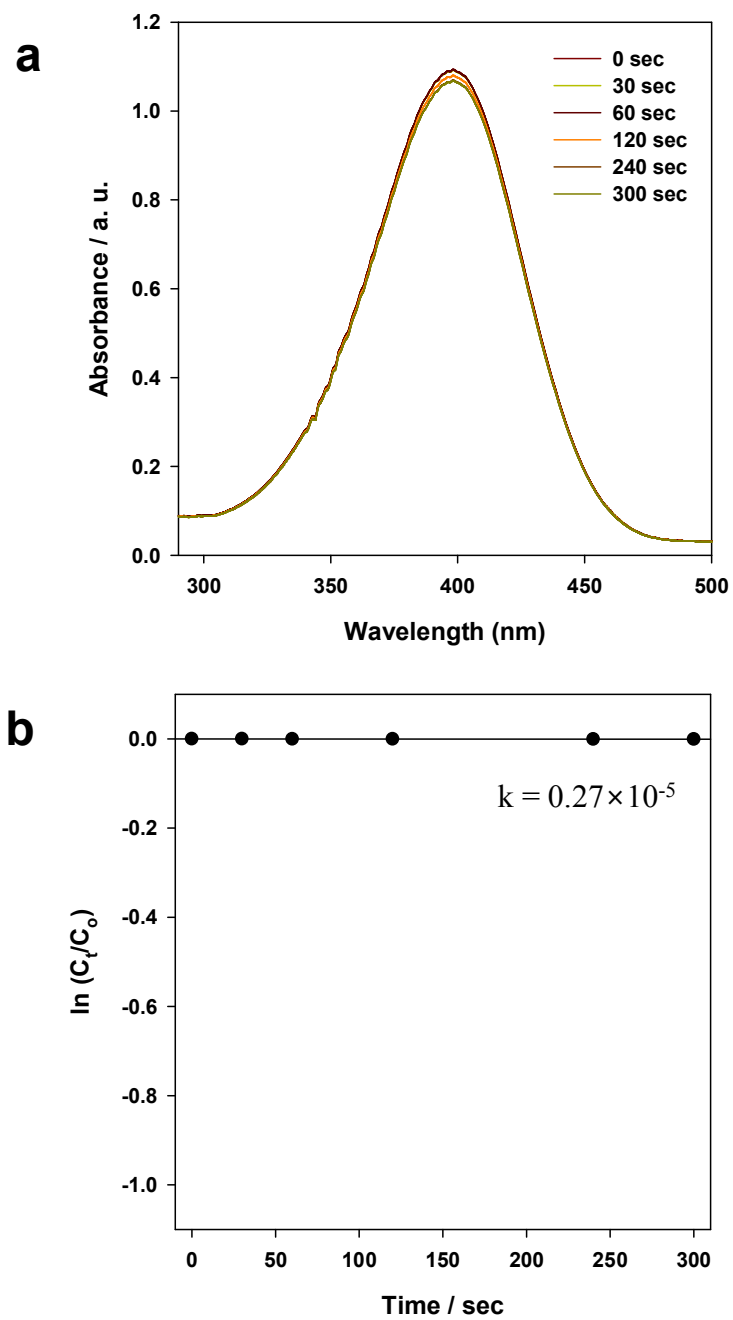 a
1.2
1.0
0.8
0.6
0.4
0.2
0.0
Absorbance / a. u.
0 sec
30 sec
60 sec
120 sec
240 sec
300 sec
300 350 400 450 500
Wavelength (nm)
b
0.0
-0.2
-0.4
-0.6
-0.8
-1.0
ln (Cₜ/Cₒ)
k = 0.27×10⁻⁵
0 50 100 150 200 250 300
Time / sec